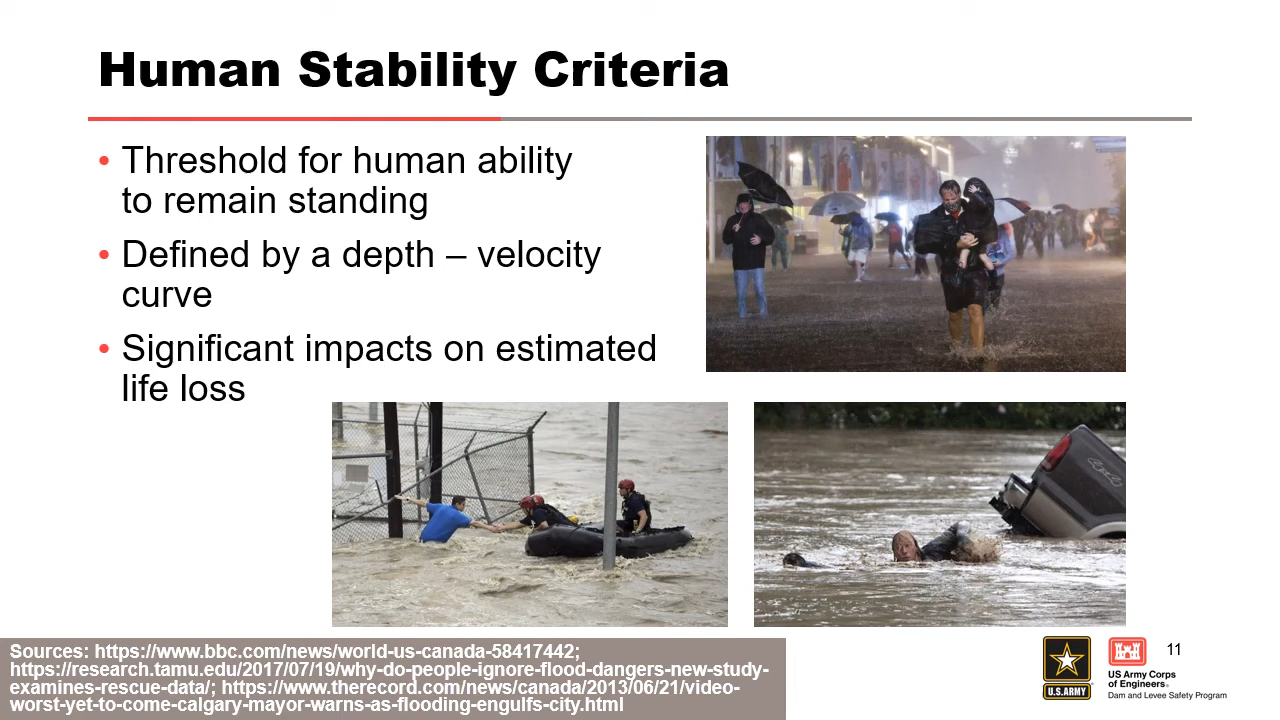 Human Stability Criteria
• Threshold for human ability
to remain standing
• Defined by a depth – velocity
curve
• Significant impacts on estimated
life loss
Sources: https://www.bbc.com/news/world-us-canada-58417442;
https://research.tamu.edu/2017/07/19/why-do-people-ignore-flood-dangers-new-study-
examines-rescue-data/; https://www.therecord.com/news/canada/2013/06/21/video-
worst-yet-to-come-calgary-mayor-warns-as-flooding-engulfs-city.html
U.S.ARMY
US Army Corps
of Engineers®
Dam and Levee Safety Program
11